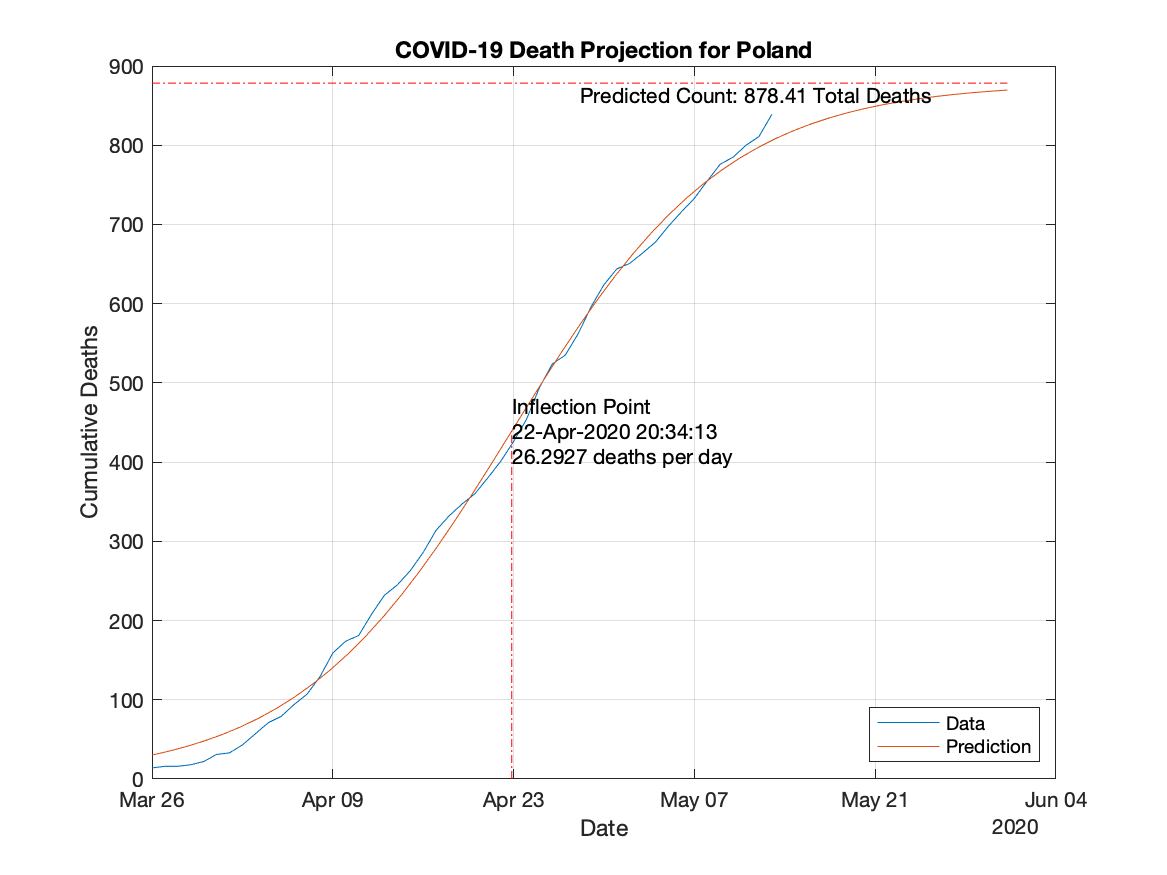 COVID-19 Death Projection for Poland
900
Predicted Count: 878.41 Total Deaths
800
700
600
500
Inflection Point
22-Apr-2020 20:34:13
26.2927 deaths per day
400
300
200
100
0
Cumulative Deaths
Data
Prediction
Mar 26 Apr 09 Apr 23 May 07 May 21 Jun 04
Date
2020